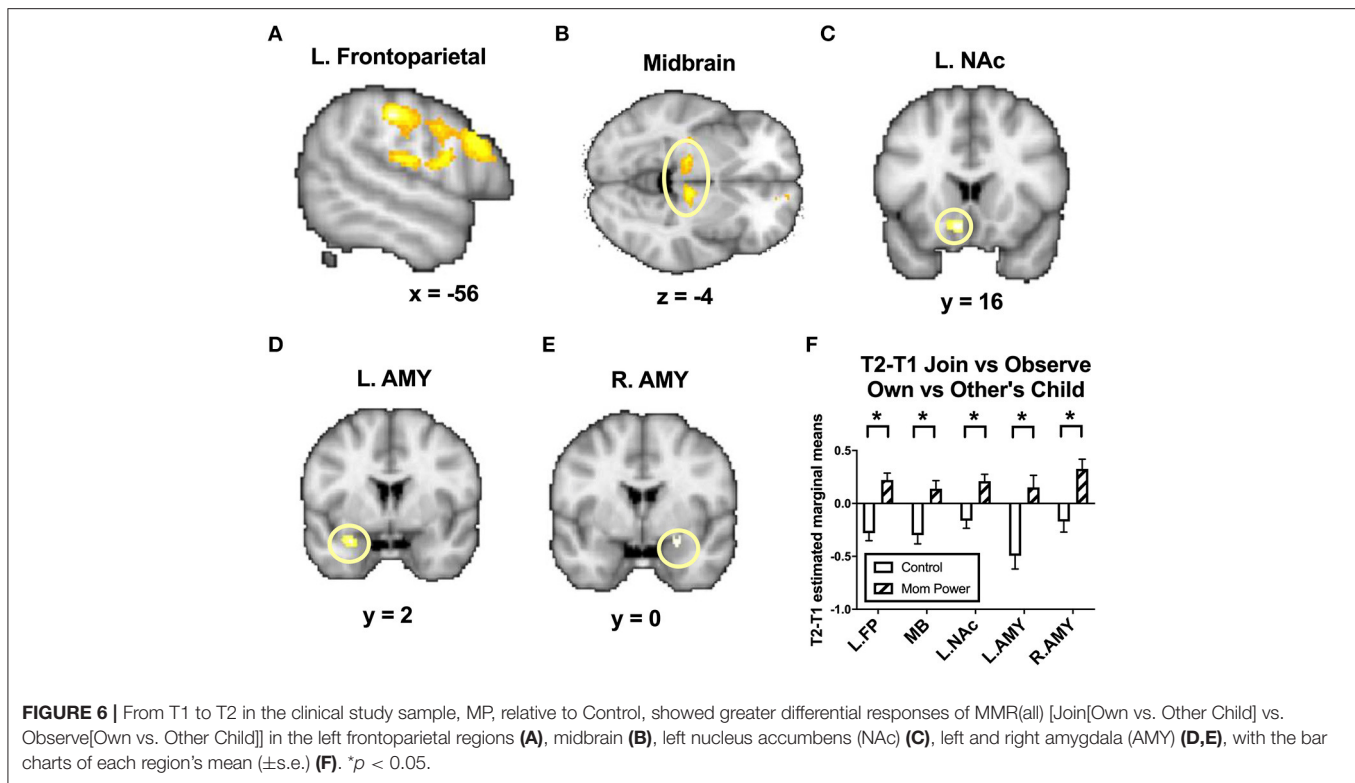 A
L. Frontoparietal
x = -56
B
Midbrain
z = -4
C
L. NAc
y = 16
D
L. AMY
y = 2
E
R. AMY
y = 0
F
T2-T1 Join vs Observe
Own vs Other's Child
* * * * *
T2-T1 estimated marginal means
0.5
0.0
-0.5
-1.0
Control
Mom Power
L.FP
MB
L.NAc
L.AMY
R.AMY
FIGURE 6 | From T1 to T2 in the clinical study sample, MP, relative to Control, showed greater differential responses of MMR(all) [Join[Own vs. Other Child] vs.
Observe[Own vs. Other Child]] in the left frontoparietal regions (A), midbrain (B), left nucleus accumbens (NAc) (C), left and right amygdala (AMY) (D,E), with the bar
charts of each region's mean (±s.e.) (F). *p < 0.05.